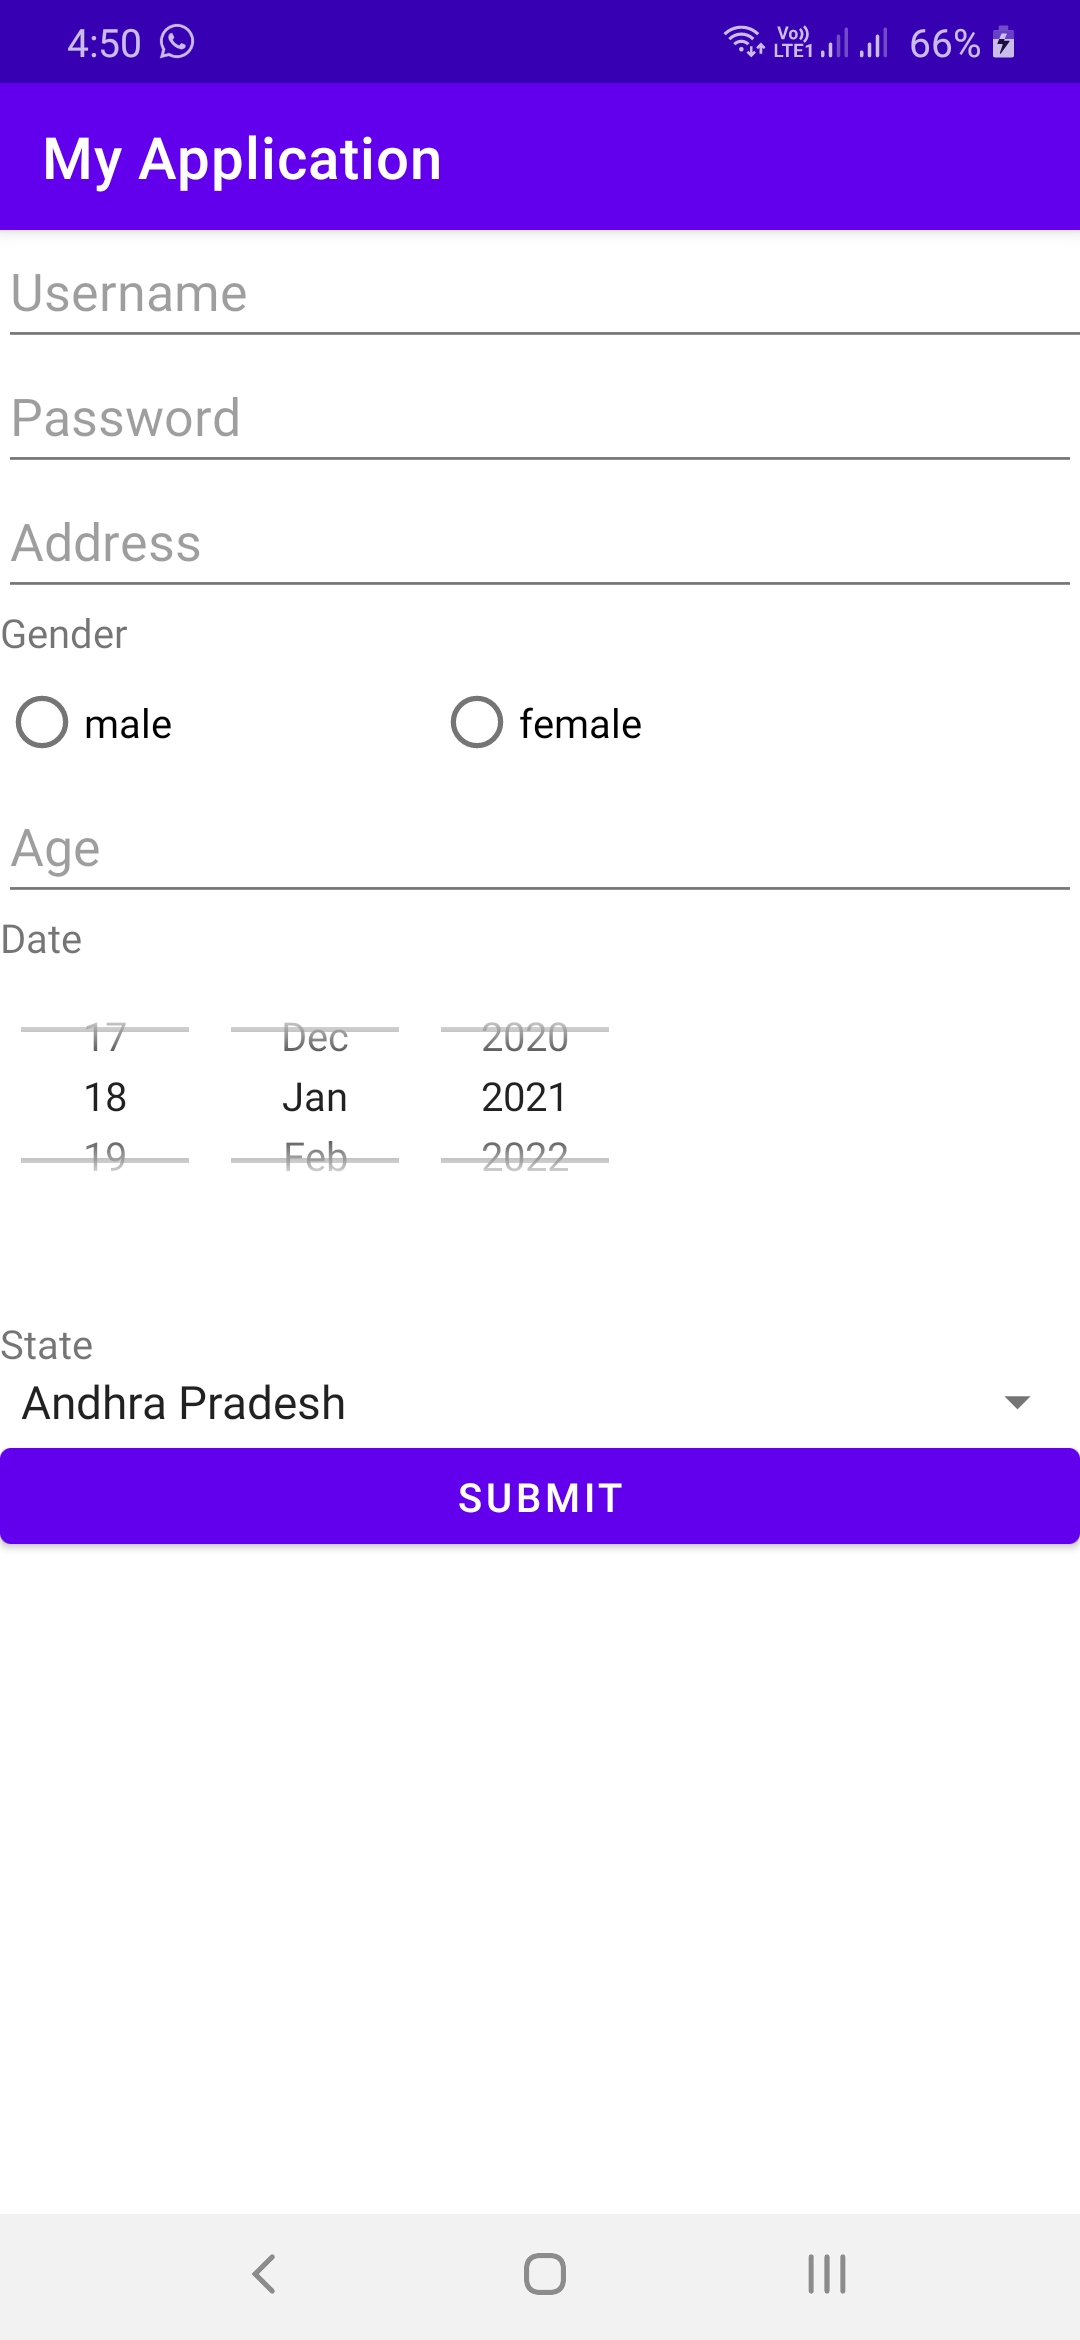 4:50 Vo)) LTE1 66%
My Application
Username
Password
Address
Gender
male female
Age
Date
17 Dec 2020
18 Jan 2021
19 Feb 2022
State
Andhra Pradesh
SUBMIT